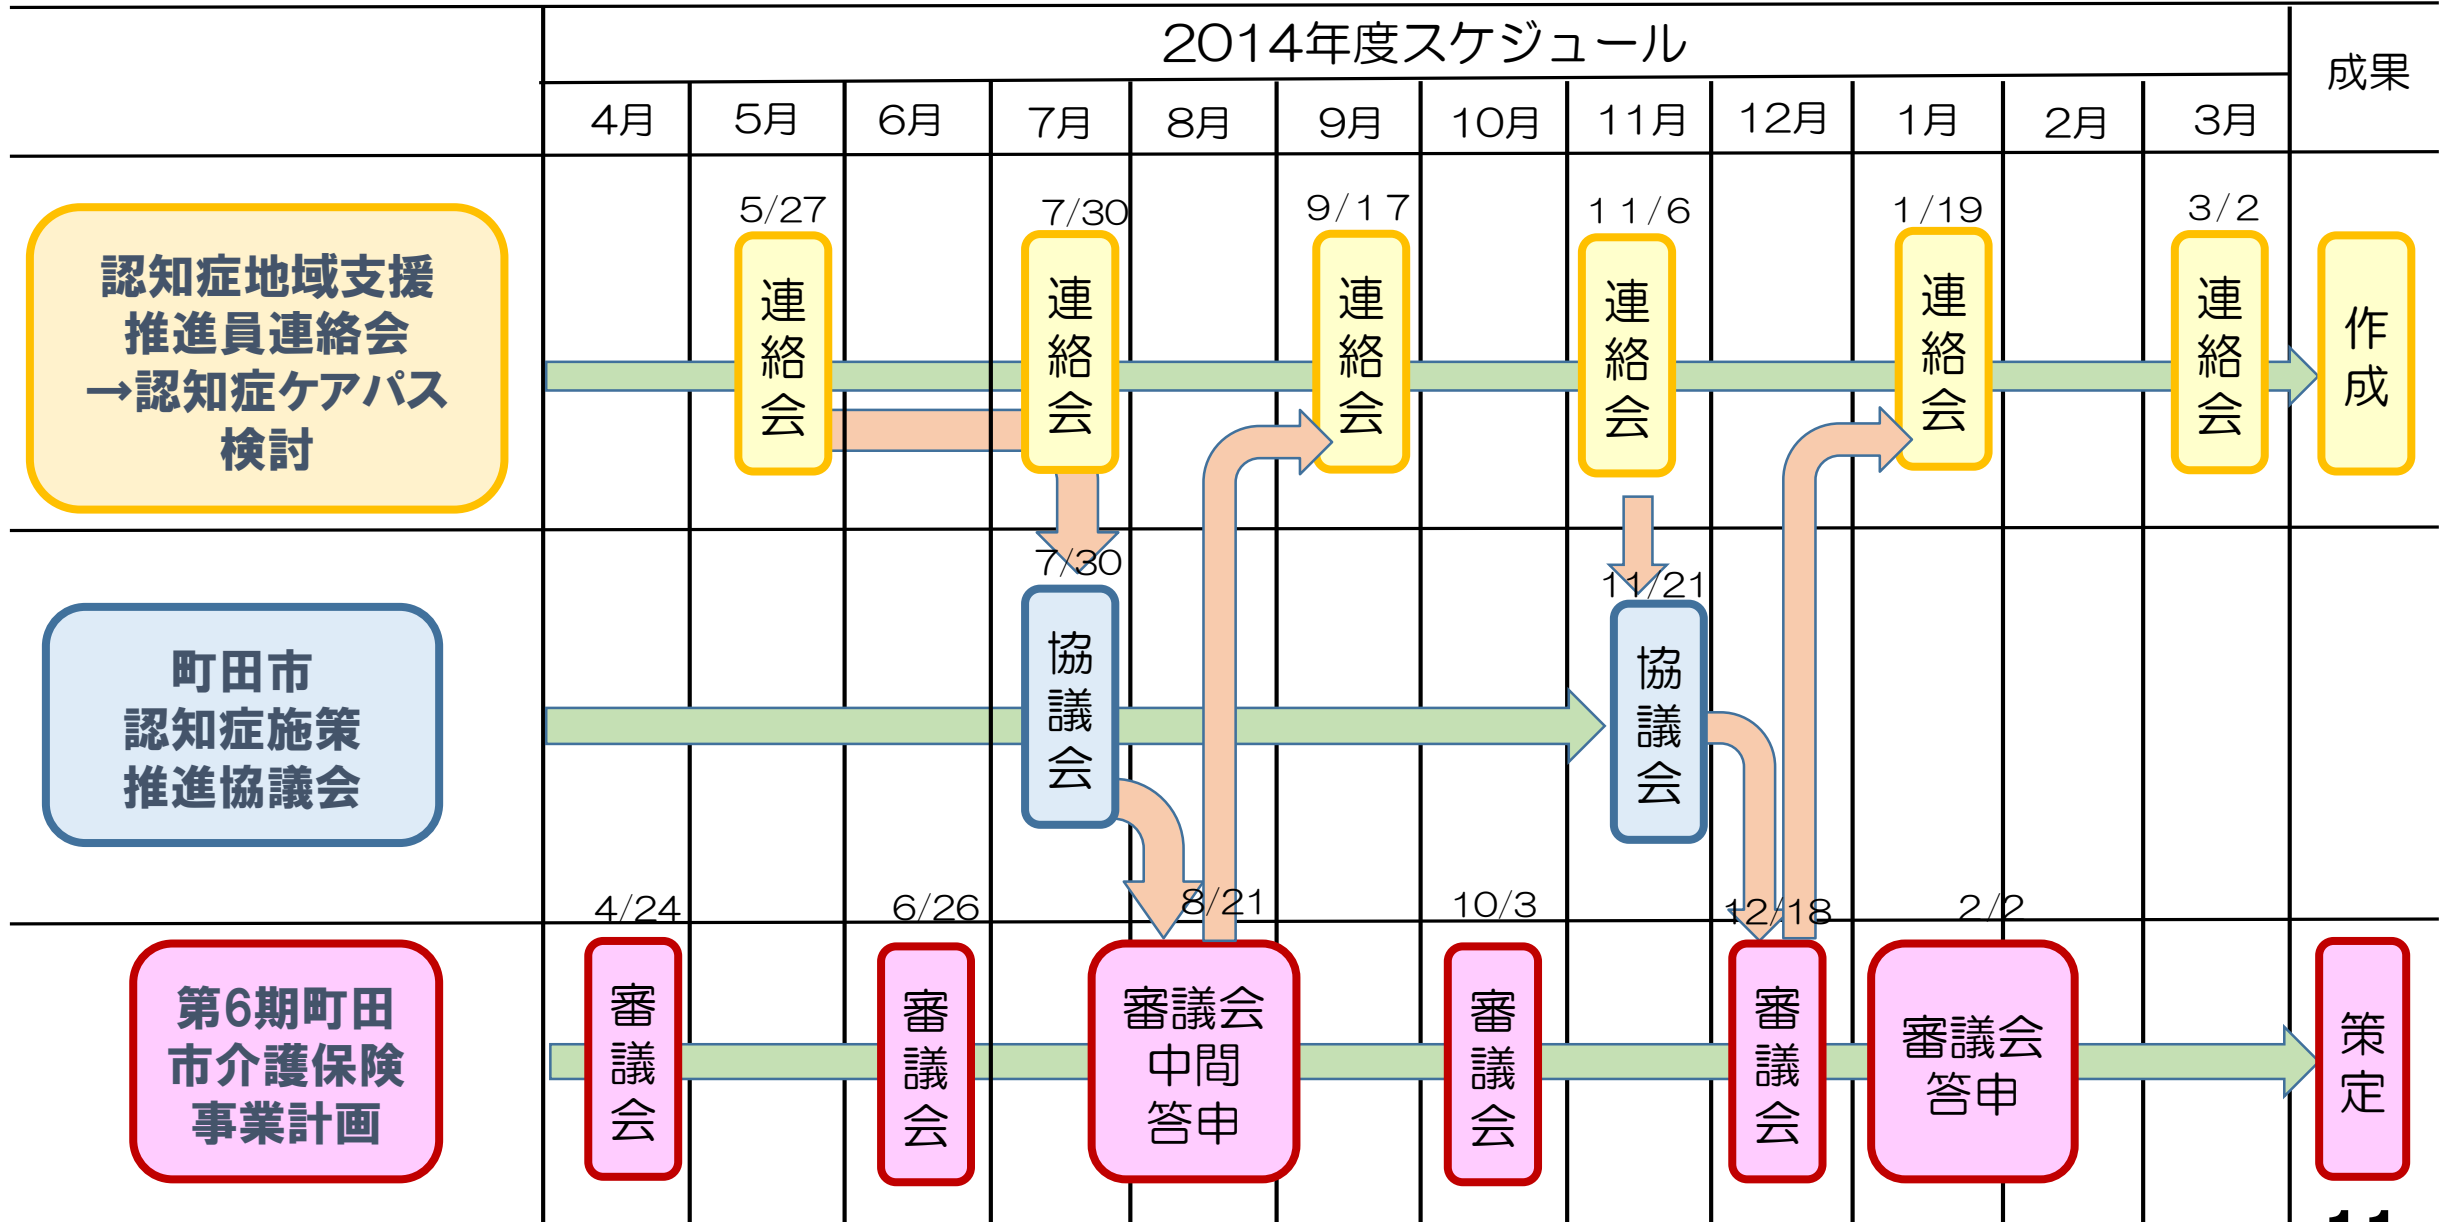 2014年度スケジュール
成果
4月
5月
6月
7月
8月
9月
10月
11月
12月
1月
2月
3月
認知症地域支援
推進員連絡会
→認知症ケアパス
検討
5/27
連絡会
7/30
連絡会
9/17
連絡会
11/6
連絡会
1/19
連絡会
3/2
連絡会
作成
町田市
認知症施策
推進協議会
7/30
協議会
11/21
協議会
第6期町田
市介護保険
事業計画
4/24
審議会
6/26
審議会
8/21
審議会
中間
答申
10/3
審議会
12/18
審議会
2/2
審議会
答申
策定